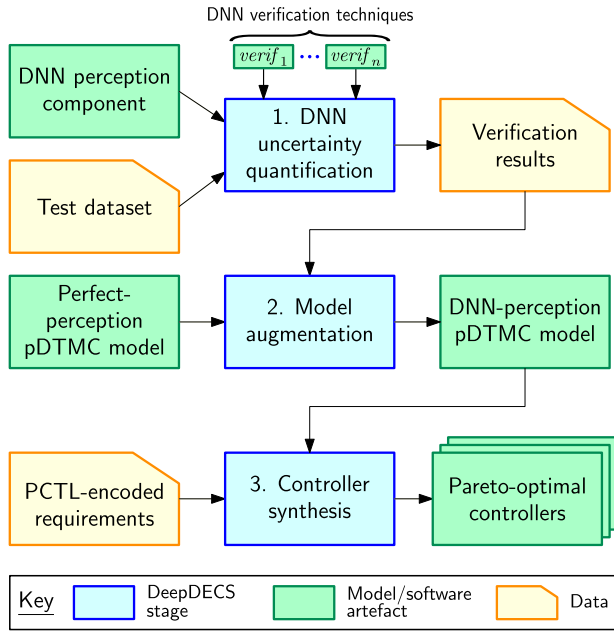 DNN verification techniques
verif1 ··· verifn
DNN perception
component
1. DNN
uncertainty
quantification
Verification
results
Test dataset
Perfect-
perception
pDTMC model
2. Model
augmentation
DNN-perception
pDTMC model
PCTL-encoded
requirements
3. Controller
synthesis
Pareto-optimal
controllers
Key
DeepDECS
stage
Model/software
artefact
Data